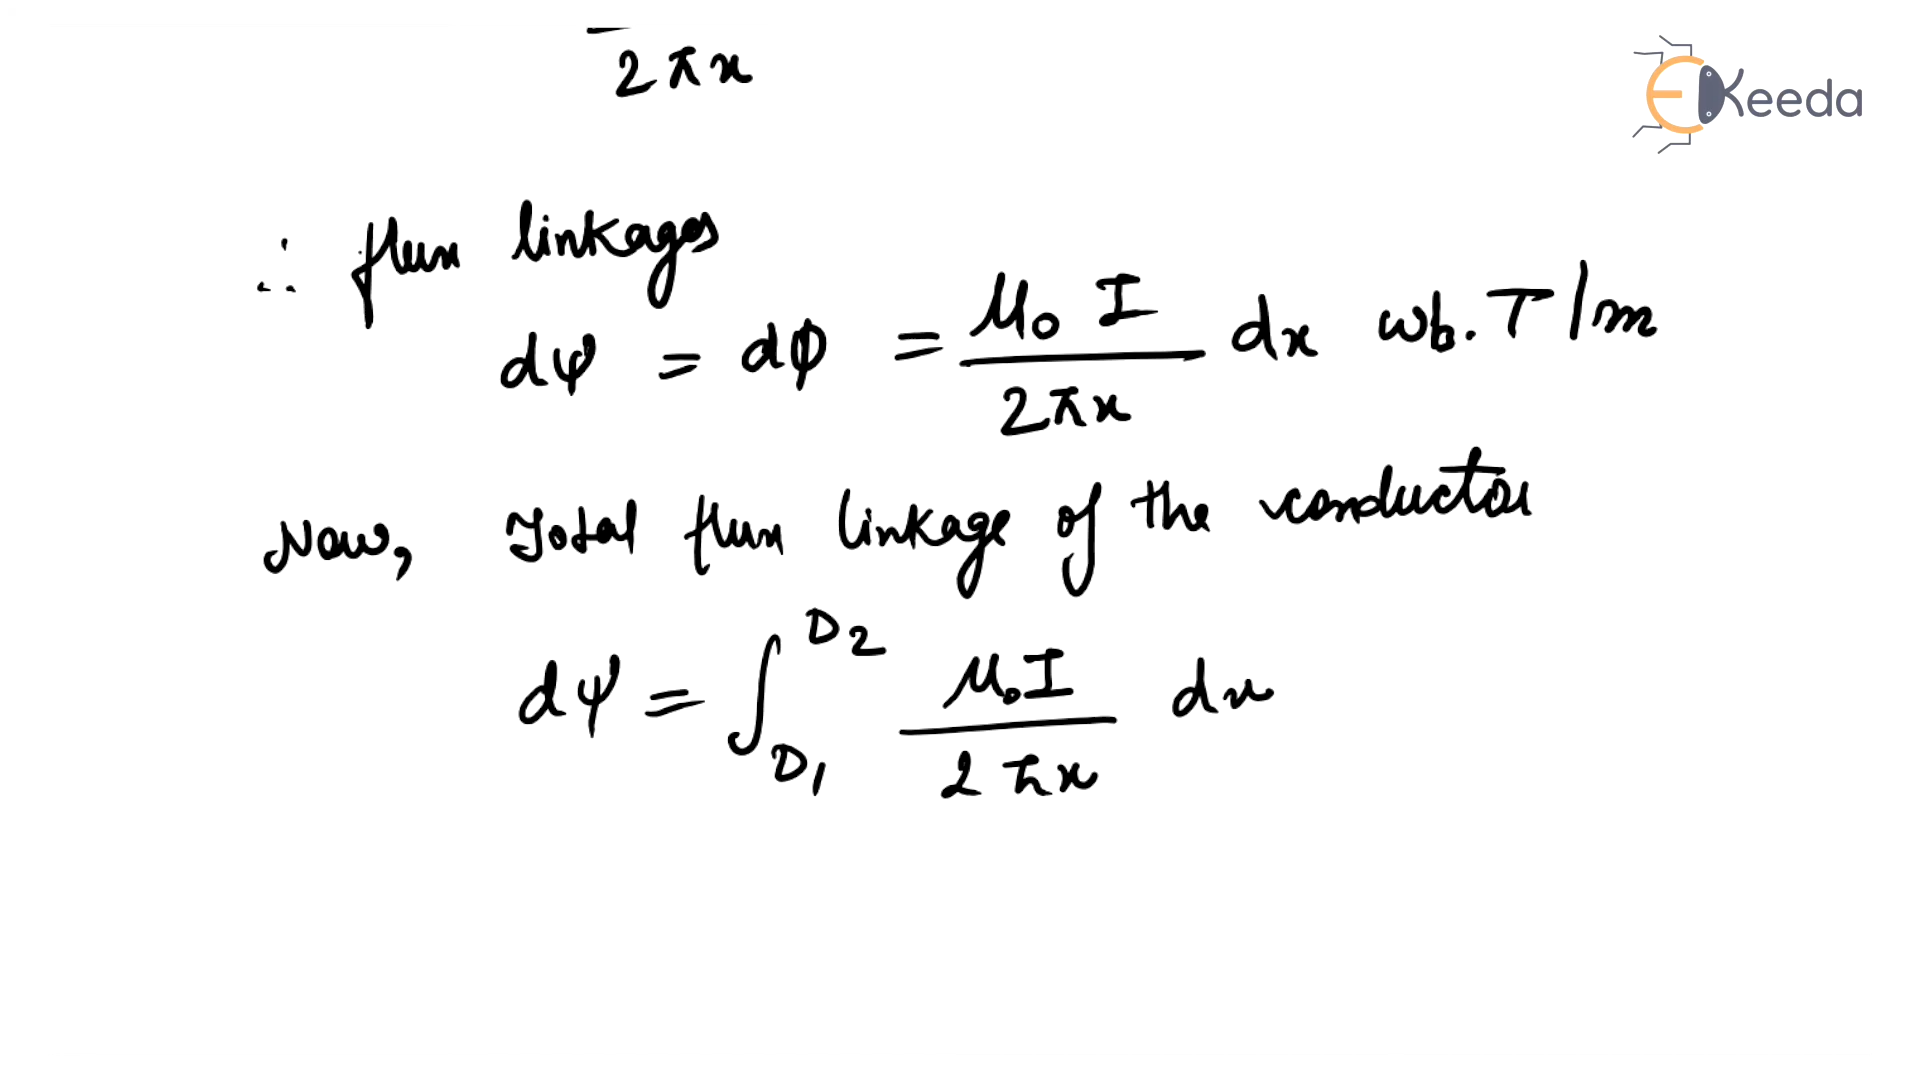 2πx
EKeeda
∴ flux linkages
dψ = dϕ = μ₀ I / 2πx dx wb.T/m
Now, Total flux linkage of the conductor
dψ = ∫ D1 D2 μ₀I / 2πx dx